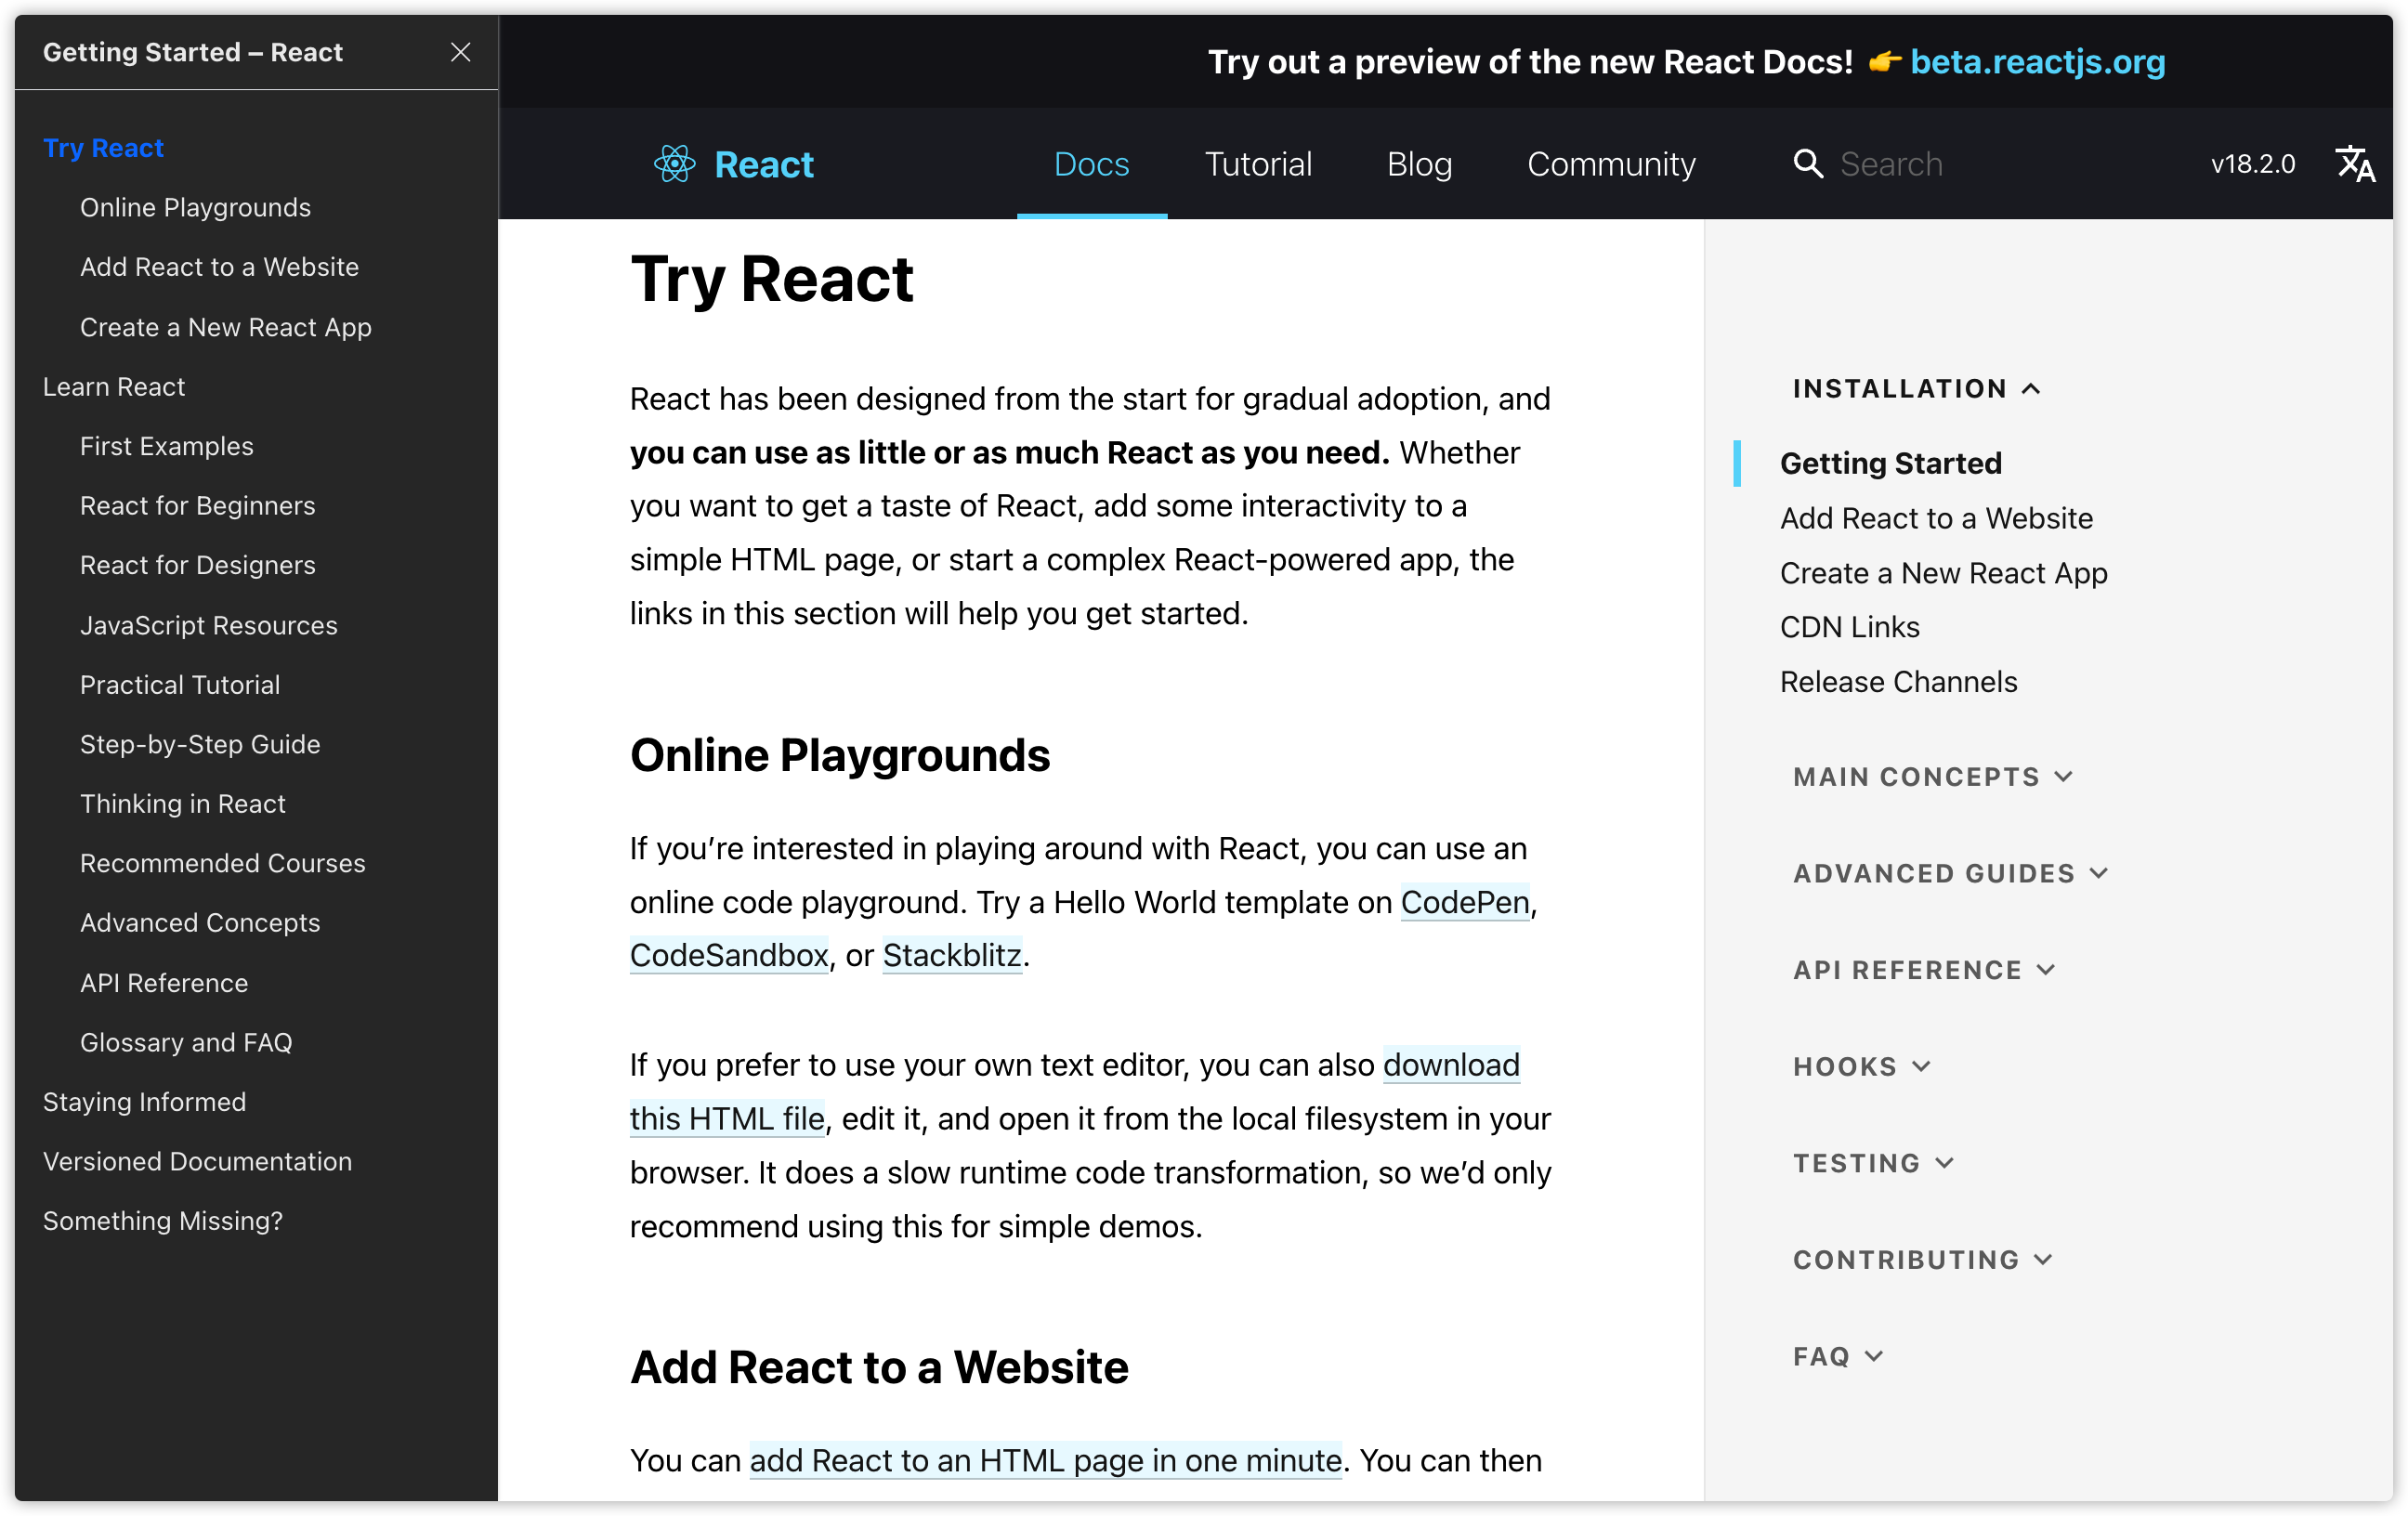 Getting Started – React
Try React
Online Playgrounds
Add React to a Website
Create a New React App
Learn React
First Examples
React for Beginners
React for Designers
JavaScript Resources
Practical Tutorial
Step-by-Step Guide
Thinking in React
Recommended Courses
Advanced Concepts
API Reference
Glossary and FAQ
Staying Informed
Versioned Documentation
Something Missing?
Try out a preview of the new React Docs! 👉 beta.reactjs.org
React Docs Tutorial Blog Community Search v18.2.0
Try React
React has been designed from the start for gradual adoption, and
you can use as little or as much React as you need. Whether
you want to get a taste of React, add some interactivity to a
simple HTML page, or start a complex React-powered app, the
links in this section will help you get started.
Online Playgrounds
If you’re interested in playing around with React, you can use an
online code playground. Try a Hello World template on CodePen,
CodeSandbox, or Stackblitz.
If you prefer to use your own text editor, you can also download
this HTML file, edit it, and open it from the local filesystem in your
browser. It does a slow runtime code transformation, so we’d only
recommend using this for simple demos.
Add React to a Website
You can add React to an HTML page in one minute. You can then
INSTALLATION
Getting Started
Add React to a Website
Create a New React App
CDN Links
Release Channels
MAIN CONCEPTS
ADVANCED GUIDES
API REFERENCE
HOOKS
TESTING
CONTRIBUTING
FAQ